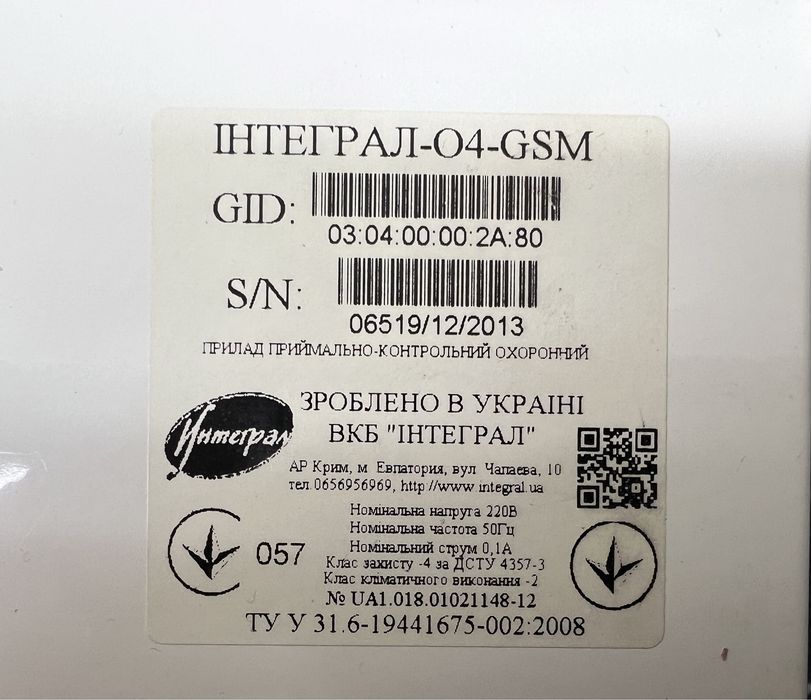 ІНТЕГРАЛ-О4-GSM
GID:
03:04:00:00:2A:80
S/N:
06519/12/2013
ПРИЛАД ПРИЙМАЛЬНО-КОНТРОЛЬНИЙ ОХОРОННИЙ
Интеграл
ЗРОБЛЕНО В УКРАІНІ
ВКБ "ІНТЕГРАЛ"
АР Крим, м Евпатория, вул Чапаева, 10
тел.0656956969, http://www.integral.ua
Номінальна напруга 220В
Номінальна частота 50Гц
Номінальний струм 0,1А
Клас захисту -4 за ДСТУ 4357-3
Клас кліматичного виконання -2
057
№ UA1.018.01021148-12
ТУ У 31.6-19441675-002:2008